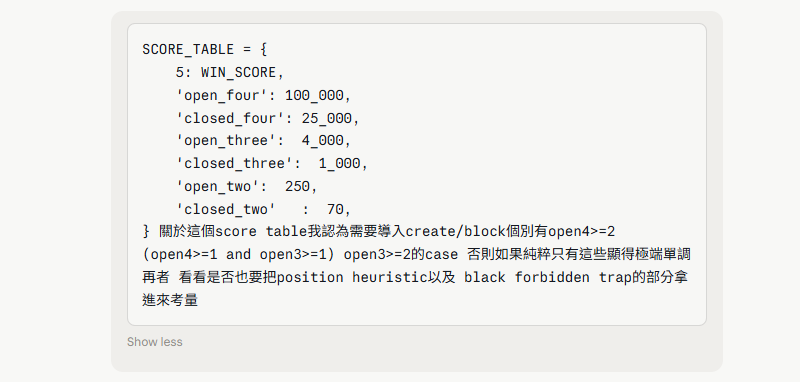 SCORE_TABLE = {
    5: WIN_SCORE,
    'open_four': 100_000,
    'closed_four': 25_000,
    'open_three':  4_000,
    'closed_three':  1_000,
    'open_two':  250,
    'closed_two'   :  70,
} 關於這個score table我認為需要導入create/block個別有open4>=2
(open4>=1 and open3>=1) open3>=2的case 否則如果純粹只有這些顯得極端單調
再者 看看是否也要把position heuristic以及 black forbidden trap的部分拿
進來考量
Show less